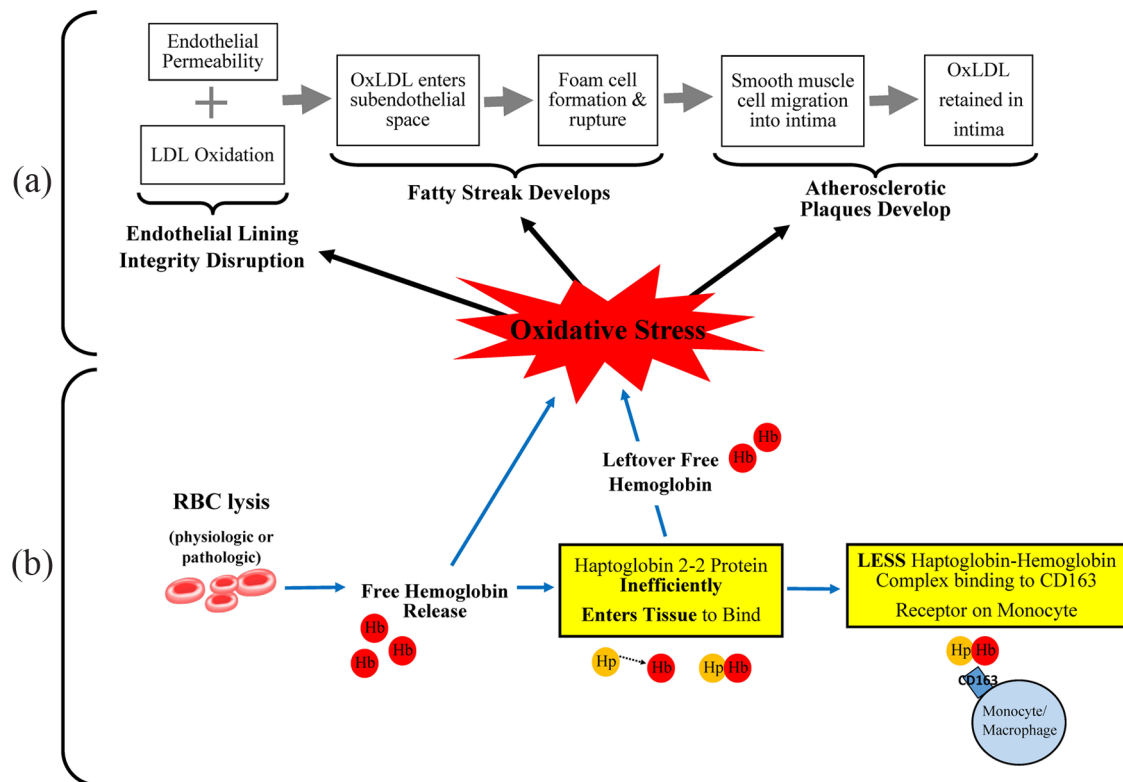 (a)
Endothelial
Permeability
+
LDL Oxidation
OxLDL enters
subendothelial
space
Foam cell
formation &
rupture
Smooth muscle
cell migration
into intima
OxLDL
retained in
intima
Endothelial Lining
Integrity Disruption
Fatty Streak Develops
Atherosclerotic
Plaques Develop
Oxidative Stress
(b)
RBC lysis
(physiologic or
pathologic)
Free Hemoglobin
Release
Hb
Hb
Hb
Leftover Free
Hemoglobin
Hb
Hb
Haptoglobin 2-2 Protein
Inefficiently
Enters Tissue to Bind
Hp
Hb
Hp
Hb
LESS Haptoglobin-Hemoglobin
Complex binding to CD163
Receptor on Monocyte
Hp
Hb
CD163
Monocyte/
Macrophage